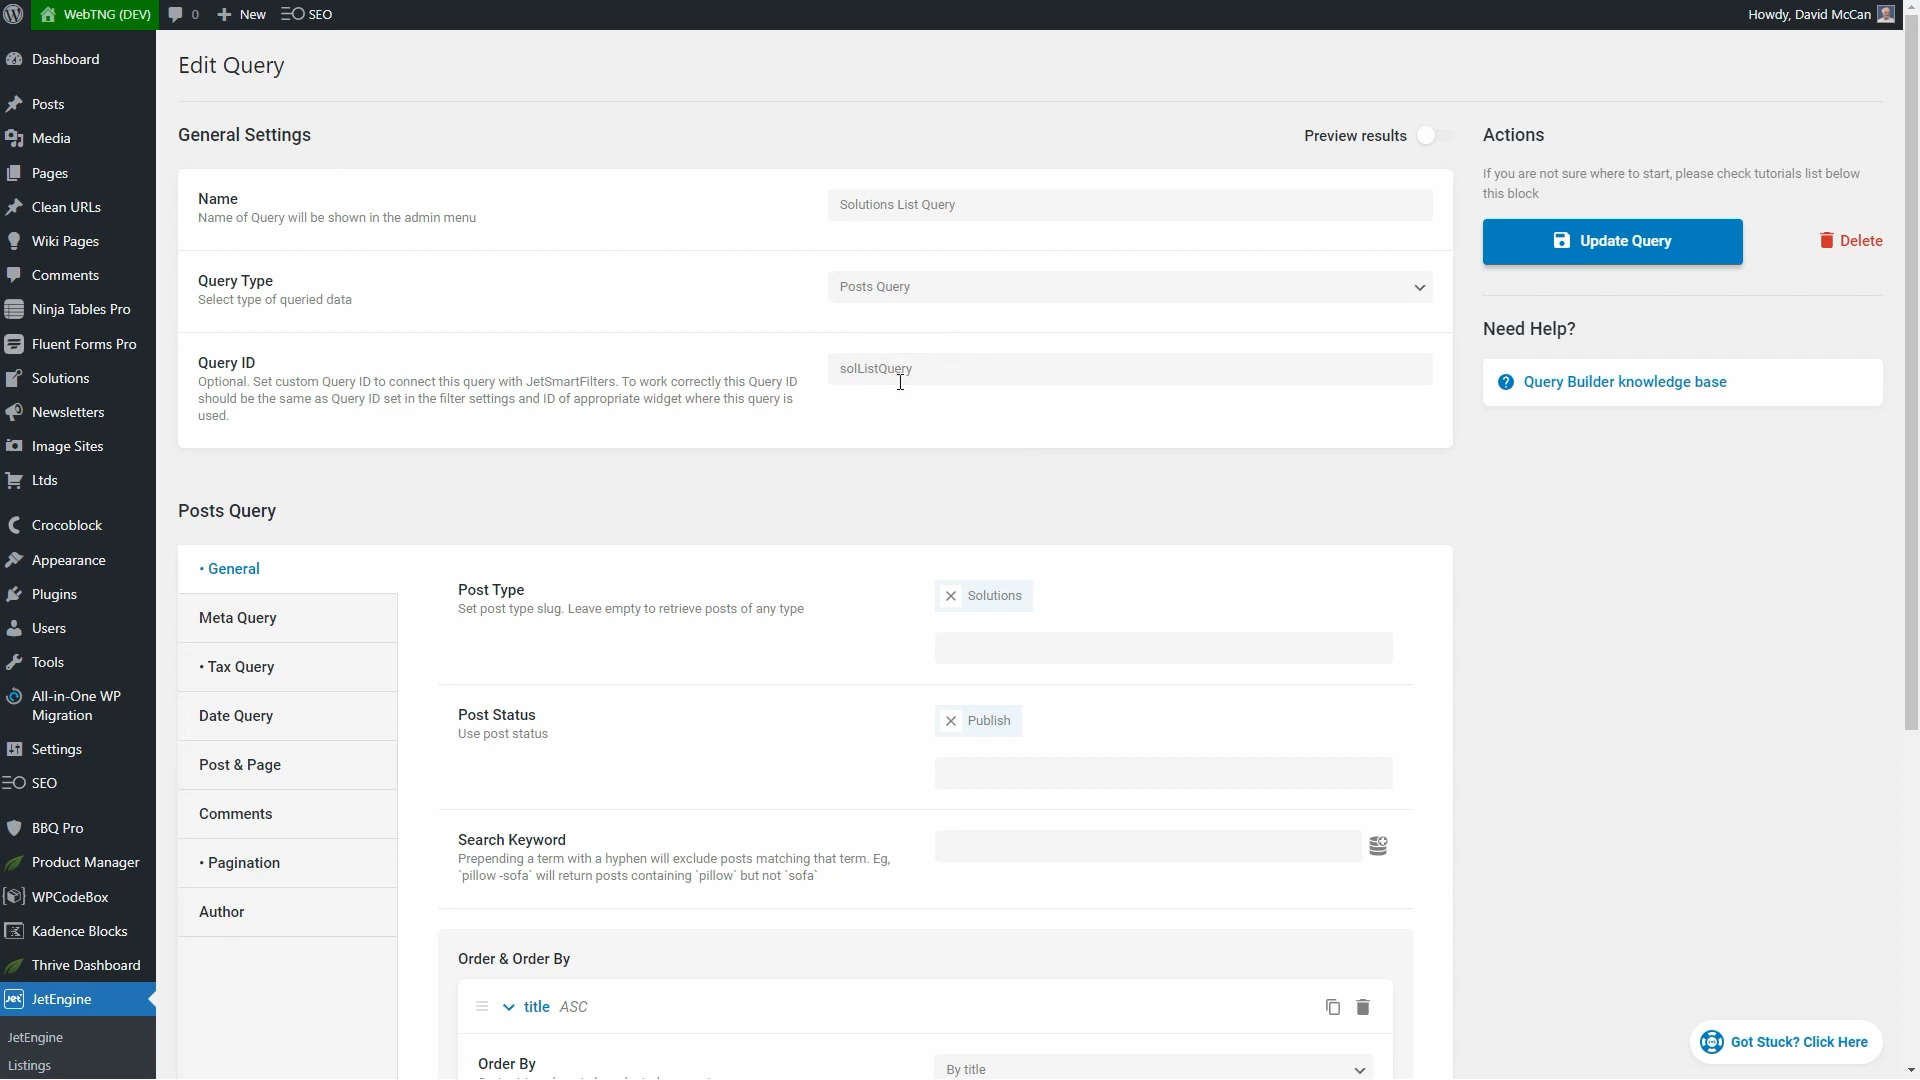 WebTNG (DEV)
0
New
SEO
Howdy, David McCan
Dashboard
Posts
Media
Pages
Clean URLs
Wiki Pages
Comments
Ninja Tables Pro
Fluent Forms Pro
Solutions
Newsletters
Image Sites
Ltds
Crocoblock
Appearance
Plugins
Users
Tools
All-in-One WP
Migration
Settings
SEO
BBQ Pro
Product Manager
WPCodeBox
Kadence Blocks
Thrive Dashboard
JetEngine
JetEngine
Listings
Edit Query
General Settings
Preview results
Name
Name of Query will be shown in the admin menu
Solutions List Query
Query Type
Select type of queried data
Posts Query
Query ID
Optional. Set custom Query ID to connect this query with JetSmartFilters. To work correctly this Query ID
should be the same as Query ID set in the filter settings and ID of appropriate widget where this query is
used.
solListQuery
Actions
If you are not sure where to start, please check tutorials list below
this block
Update Query
Delete
Need Help?
Query Builder knowledge base
Posts Query
• General
Meta Query
• Tax Query
Date Query
Post & Page
Comments
• Pagination
Author
Post Type
Set post type slug. Leave empty to retrieve posts of any type
Solutions
Post Status
Use post status
Publish
Search Keyword
Prepending a term with a hyphen will exclude posts matching that term. Eg,
`pillow -sofa` will return posts containing `pillow` but not `sofa`
Order & Order By
title ASC
Order By
By title
Got Stuck? Click Here